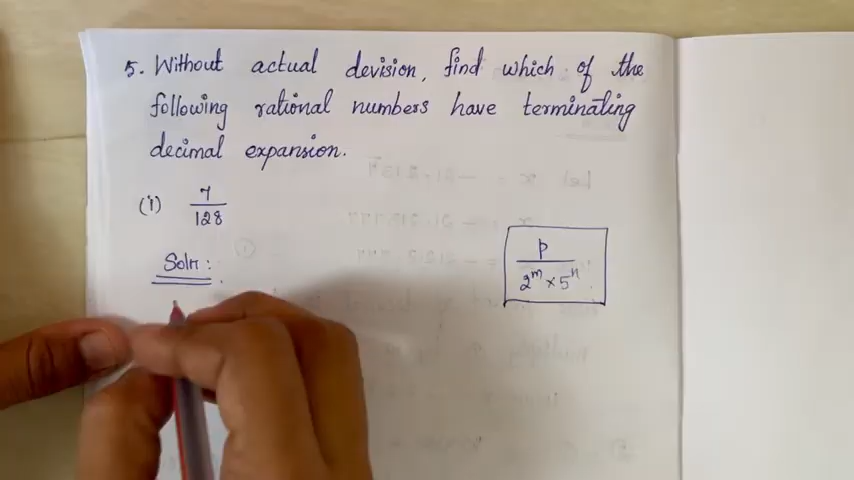 5. Without actual devision, find which of the
following rational numbers have terminating
decimal expansion.
(i) 7/128
p/2^m × 5^n
Soln :